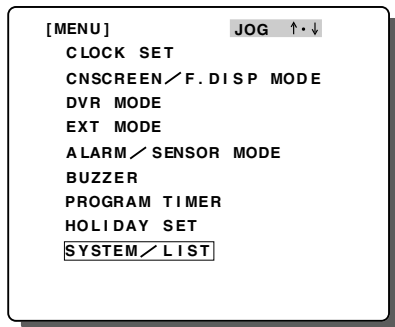 [MENU] JOG ↑・↓
CLOCK SET
CNSCREEN／F.DISP MODE
DVR MODE
EXT MODE
ALARM／SENSOR MODE
BUZZER
PROGRAM TIMER
HOLIDAY SET
SYSTEM／LIST